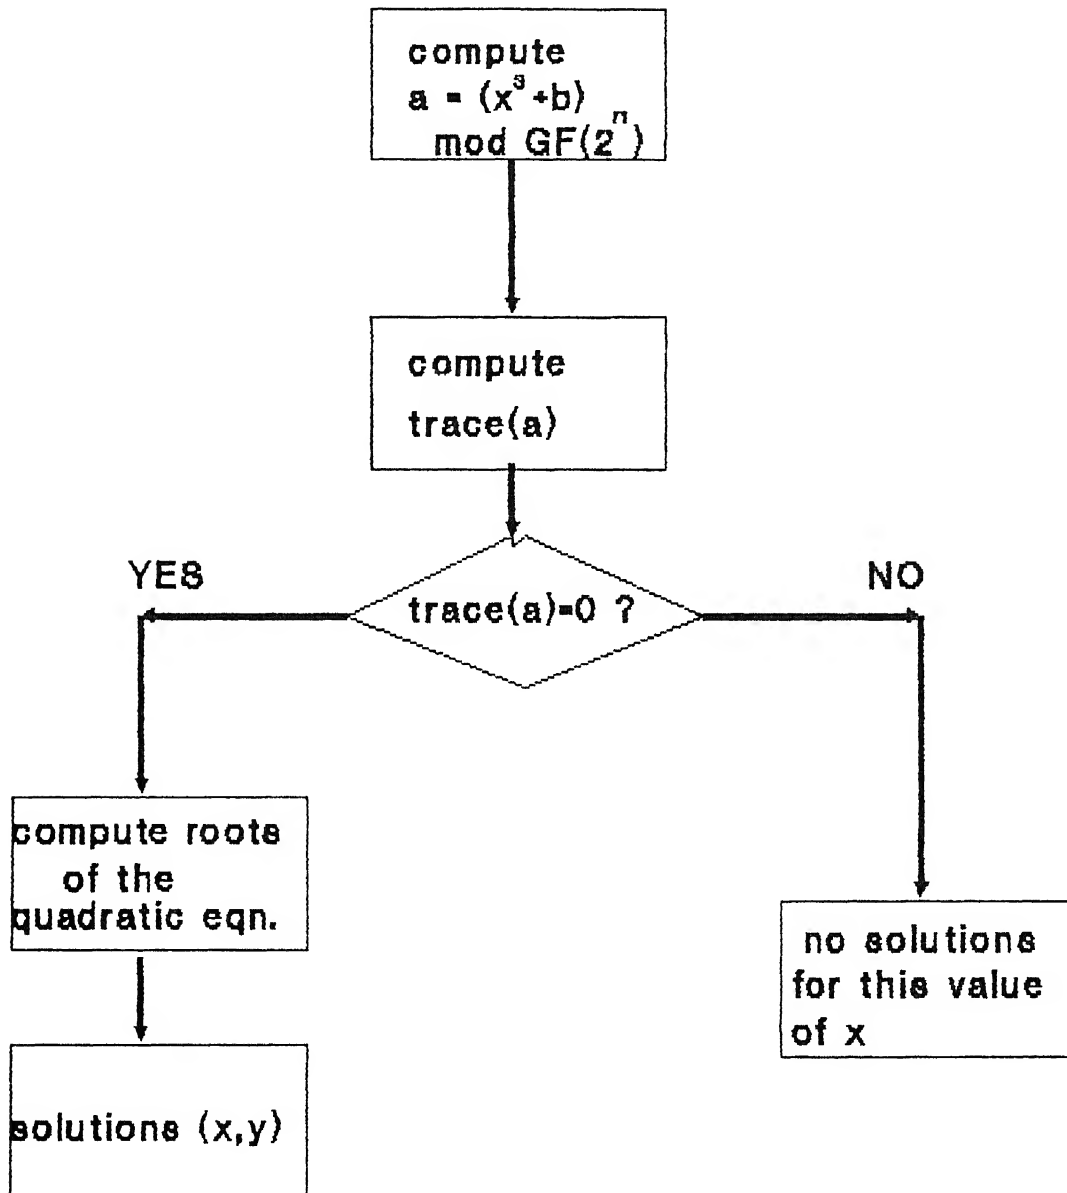 compute
a = (x³+b)
mod GF(2ⁿ)
compute
trace(a)
YES
NO
trace(a)=0 ?
compute roots
of the
quadratic eqn.
no solutions
for this value
of x
solutions (x,y)